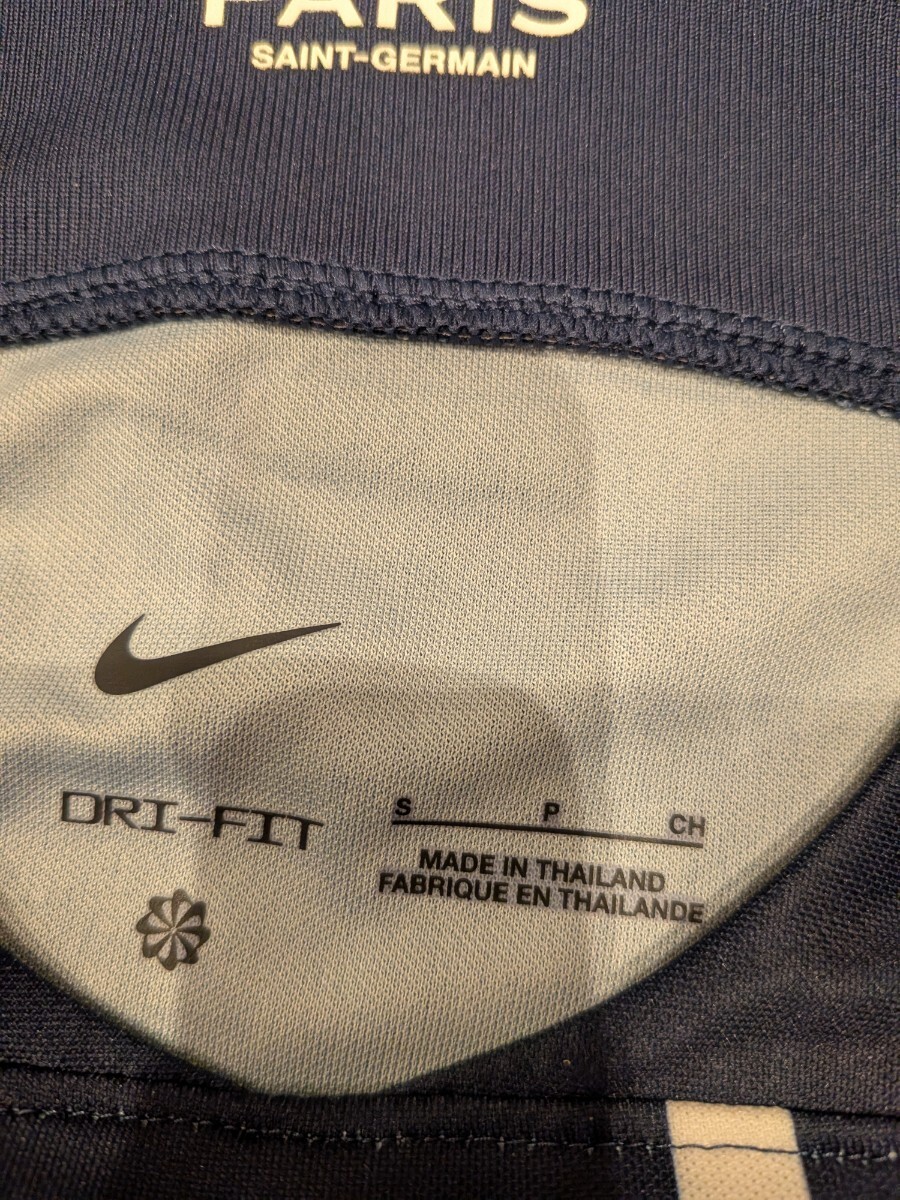 PARIS
SAINT-GERMAIN
DRI-FIT
S P CH
MADE IN THAILAND
FABRIQUE EN THAILANDE